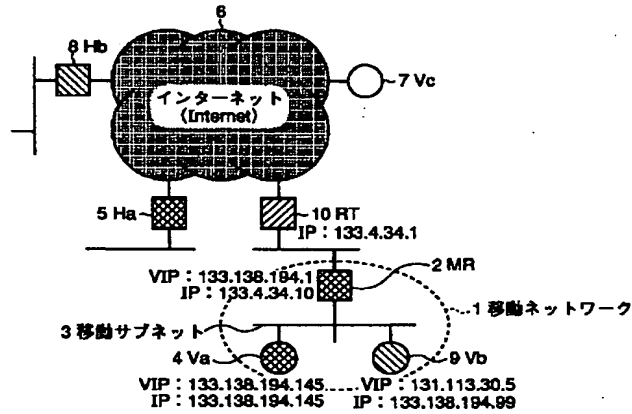 6
8 Hb
7 Vc
インターネット
(Internet)
5 Ha
10 RT
IP：133.4.34.1
2 MR
VIP：133.138.194.1
IP：133.4.34.10
1 移動ネットワーク
3 移動サブネット
4 Va
9 Vb
VIP：133.138.194.145
VIP：131.113.30.5
IP：133.138.194.145
IP：133.138.194.99